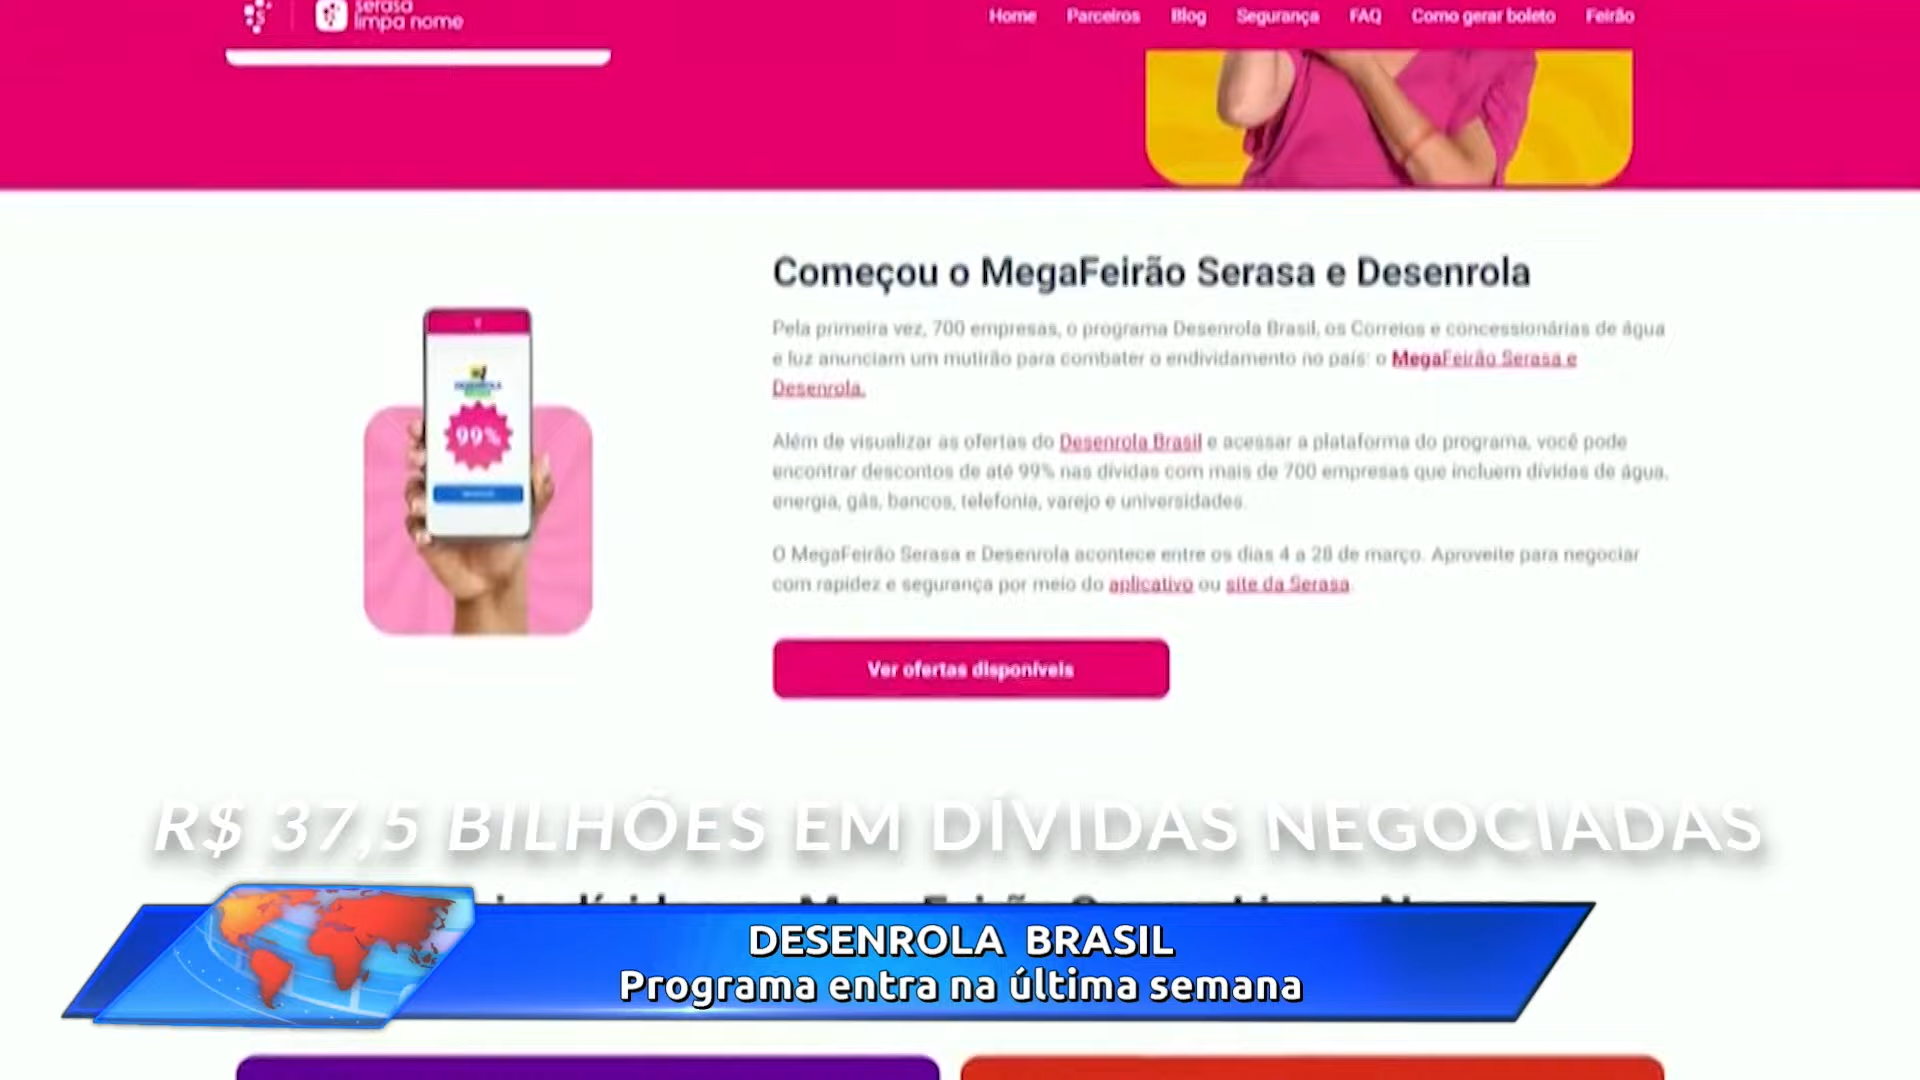 serasa
limpa nome
Home Parceiros Blog Segurança FAQ Como gerar boleto Feirão
Começou o MegaFeirão Serasa e Desenrola
Pela primeira vez, 700 empresas, o programa Desenrola Brasil, os Correios e concessionárias de água
e luz anunciam um mutirão para combater o endividamento no país: o MegaFeirão Serasa e
Desenrola.
99%
Além de visualizar as ofertas do Desenrola Brasil e acessar a plataforma do programa, você pode
encontrar descontos de até 99% nas dívidas com mais de 700 empresas que incluem dívidas de água,
energia, gás, bancos, telefonia, varejo e universidades.
O MegaFeirão Serasa e Desenrola acontece entre os dias 4 a 28 de março. Aproveite para negociar
com rapidez e segurança por meio do aplicativo ou site da Serasa.
Ver ofertas disponíveis
R$ 37,5 BILHÕES EM DÍVIDAS NEGOCIADAS
DESENROLA BRASIL
Programa entra na última semana